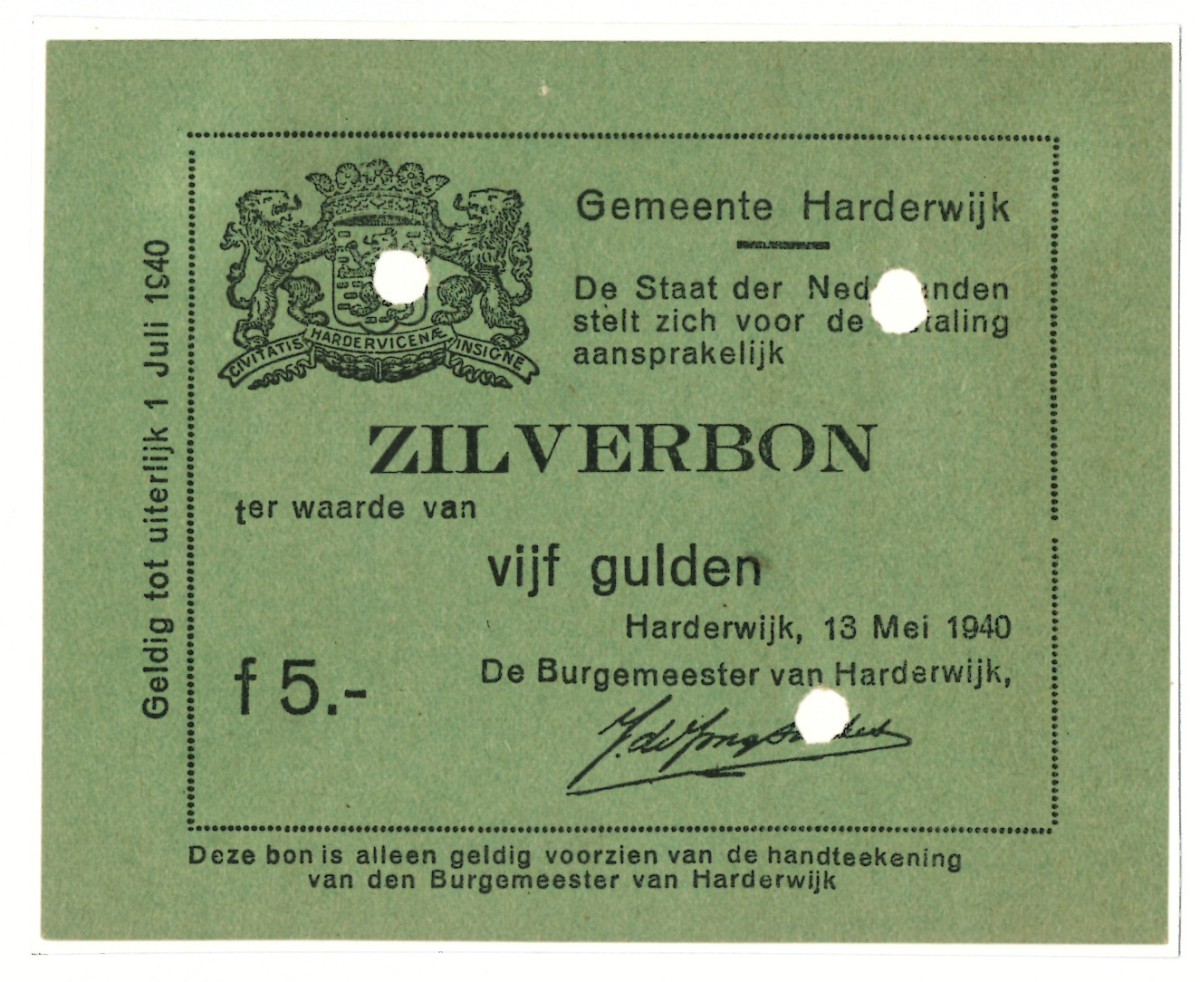 Geldig tot uiterlijk 1 Juli 1940
CIVITATIS HARDERVICENÆ INSIGNE
Gemeente Harderwijk
De Staat der Ned nden
stelt zich voor de taling
aansprakelijk
ZILVERBON
ter waarde van
vijf gulden
Harderwijk, 13 Mei 1940
f 5.-
De Burgemeester van Harderwijk,
Deze bon is alleen geldig voorzien van de handteekening
van den Burgemeester van Harderwijk